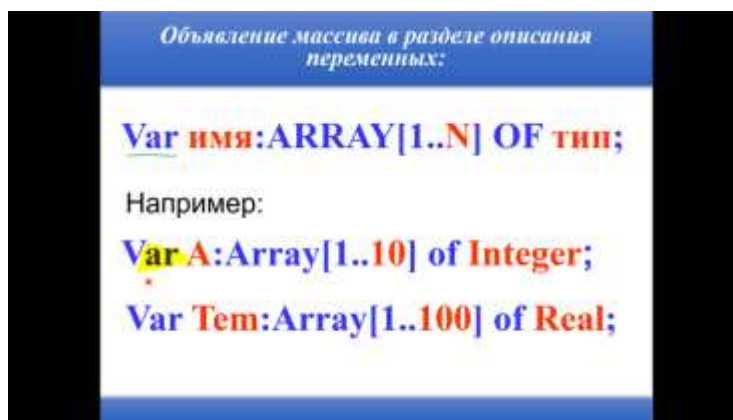 Объявление массива в разделе описания
переменных:
Var имя:ARRAY[1..N] OF тип;
Например:
Var A:Array[1..10] of Integer;
Var Tem:Array[1..100] of Real;